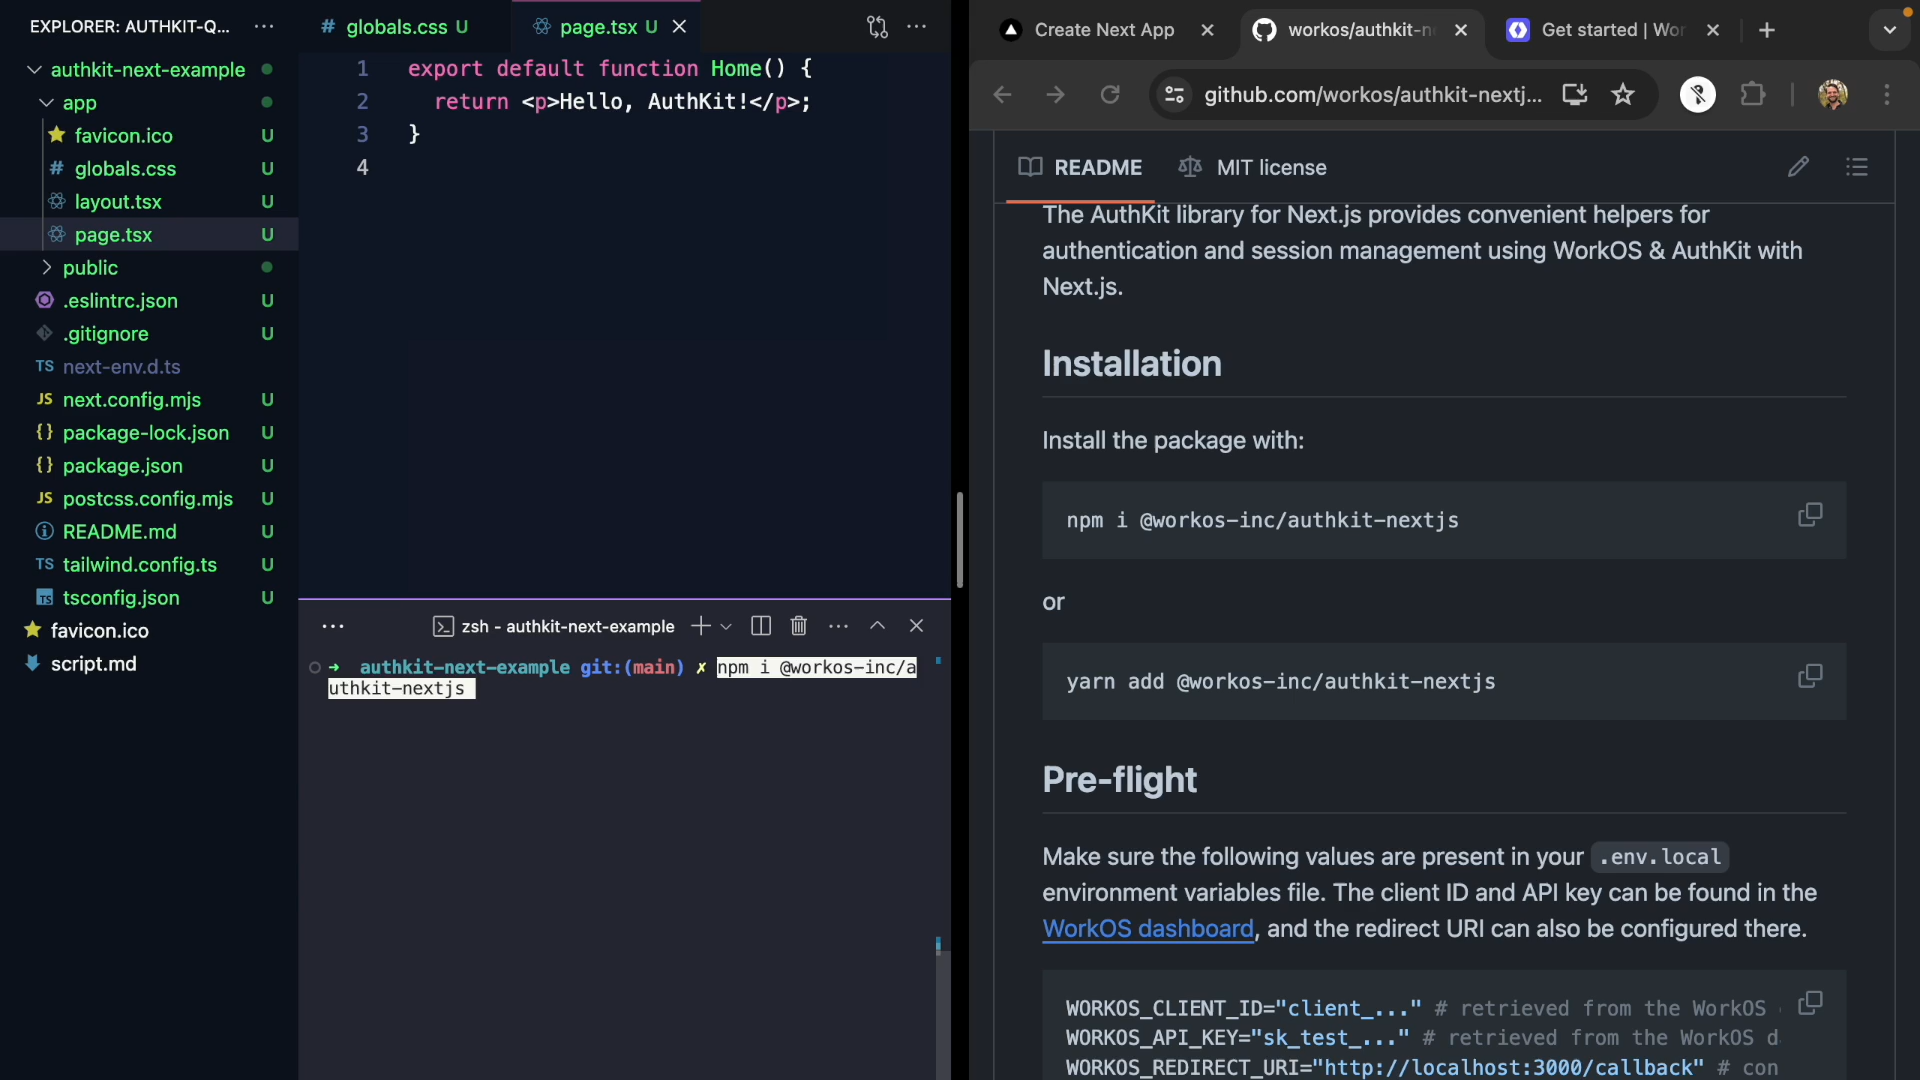 EXPLORER: AUTHKIT-Q...
authkit-next-example
app
favicon.ico U
# globals.css U
layout.tsx U
page.tsx U
public
.eslintrc.json U
.gitignore U
TS next-env.d.ts
JS next.config.mjs U
{} package-lock.json U
{} package.json U
JS postcss.config.mjs U
README.md U
TS tailwind.config.ts U
TS tsconfig.json U
favicon.ico
script.md
# globals.css U
page.tsx U
1 export default function Home() {
2 return <p>Hello, AuthKit!</p>;
3 }
4
zsh - authkit-next-example
➜ authkit-next-example git:(main) ✗ npm i @workos-inc/a
uthkit-nextjs
Create Next App
workos/authkit-n
Get started | Wor
github.com/workos/authkit-nextj...
README
MIT license
The AuthKit library for Next.js provides convenient helpers for
authentication and session management using WorkOS & AuthKit with
Next.js.
Installation
Install the package with:
npm i @workos-inc/authkit-nextjs
or
yarn add @workos-inc/authkit-nextjs
Pre-flight
Make sure the following values are present in your .env.local
environment variables file. The client ID and API key can be found in the
WorkOS dashboard, and the redirect URI can also be configured there.
WORKOS_CLIENT_ID="client_..." # retrieved from the WorkOS
WORKOS_API_KEY="sk_test_..." # retrieved from the WorkOS d
WORKOS_REDIRECT_URI="http://localhost:3000/callback" # con